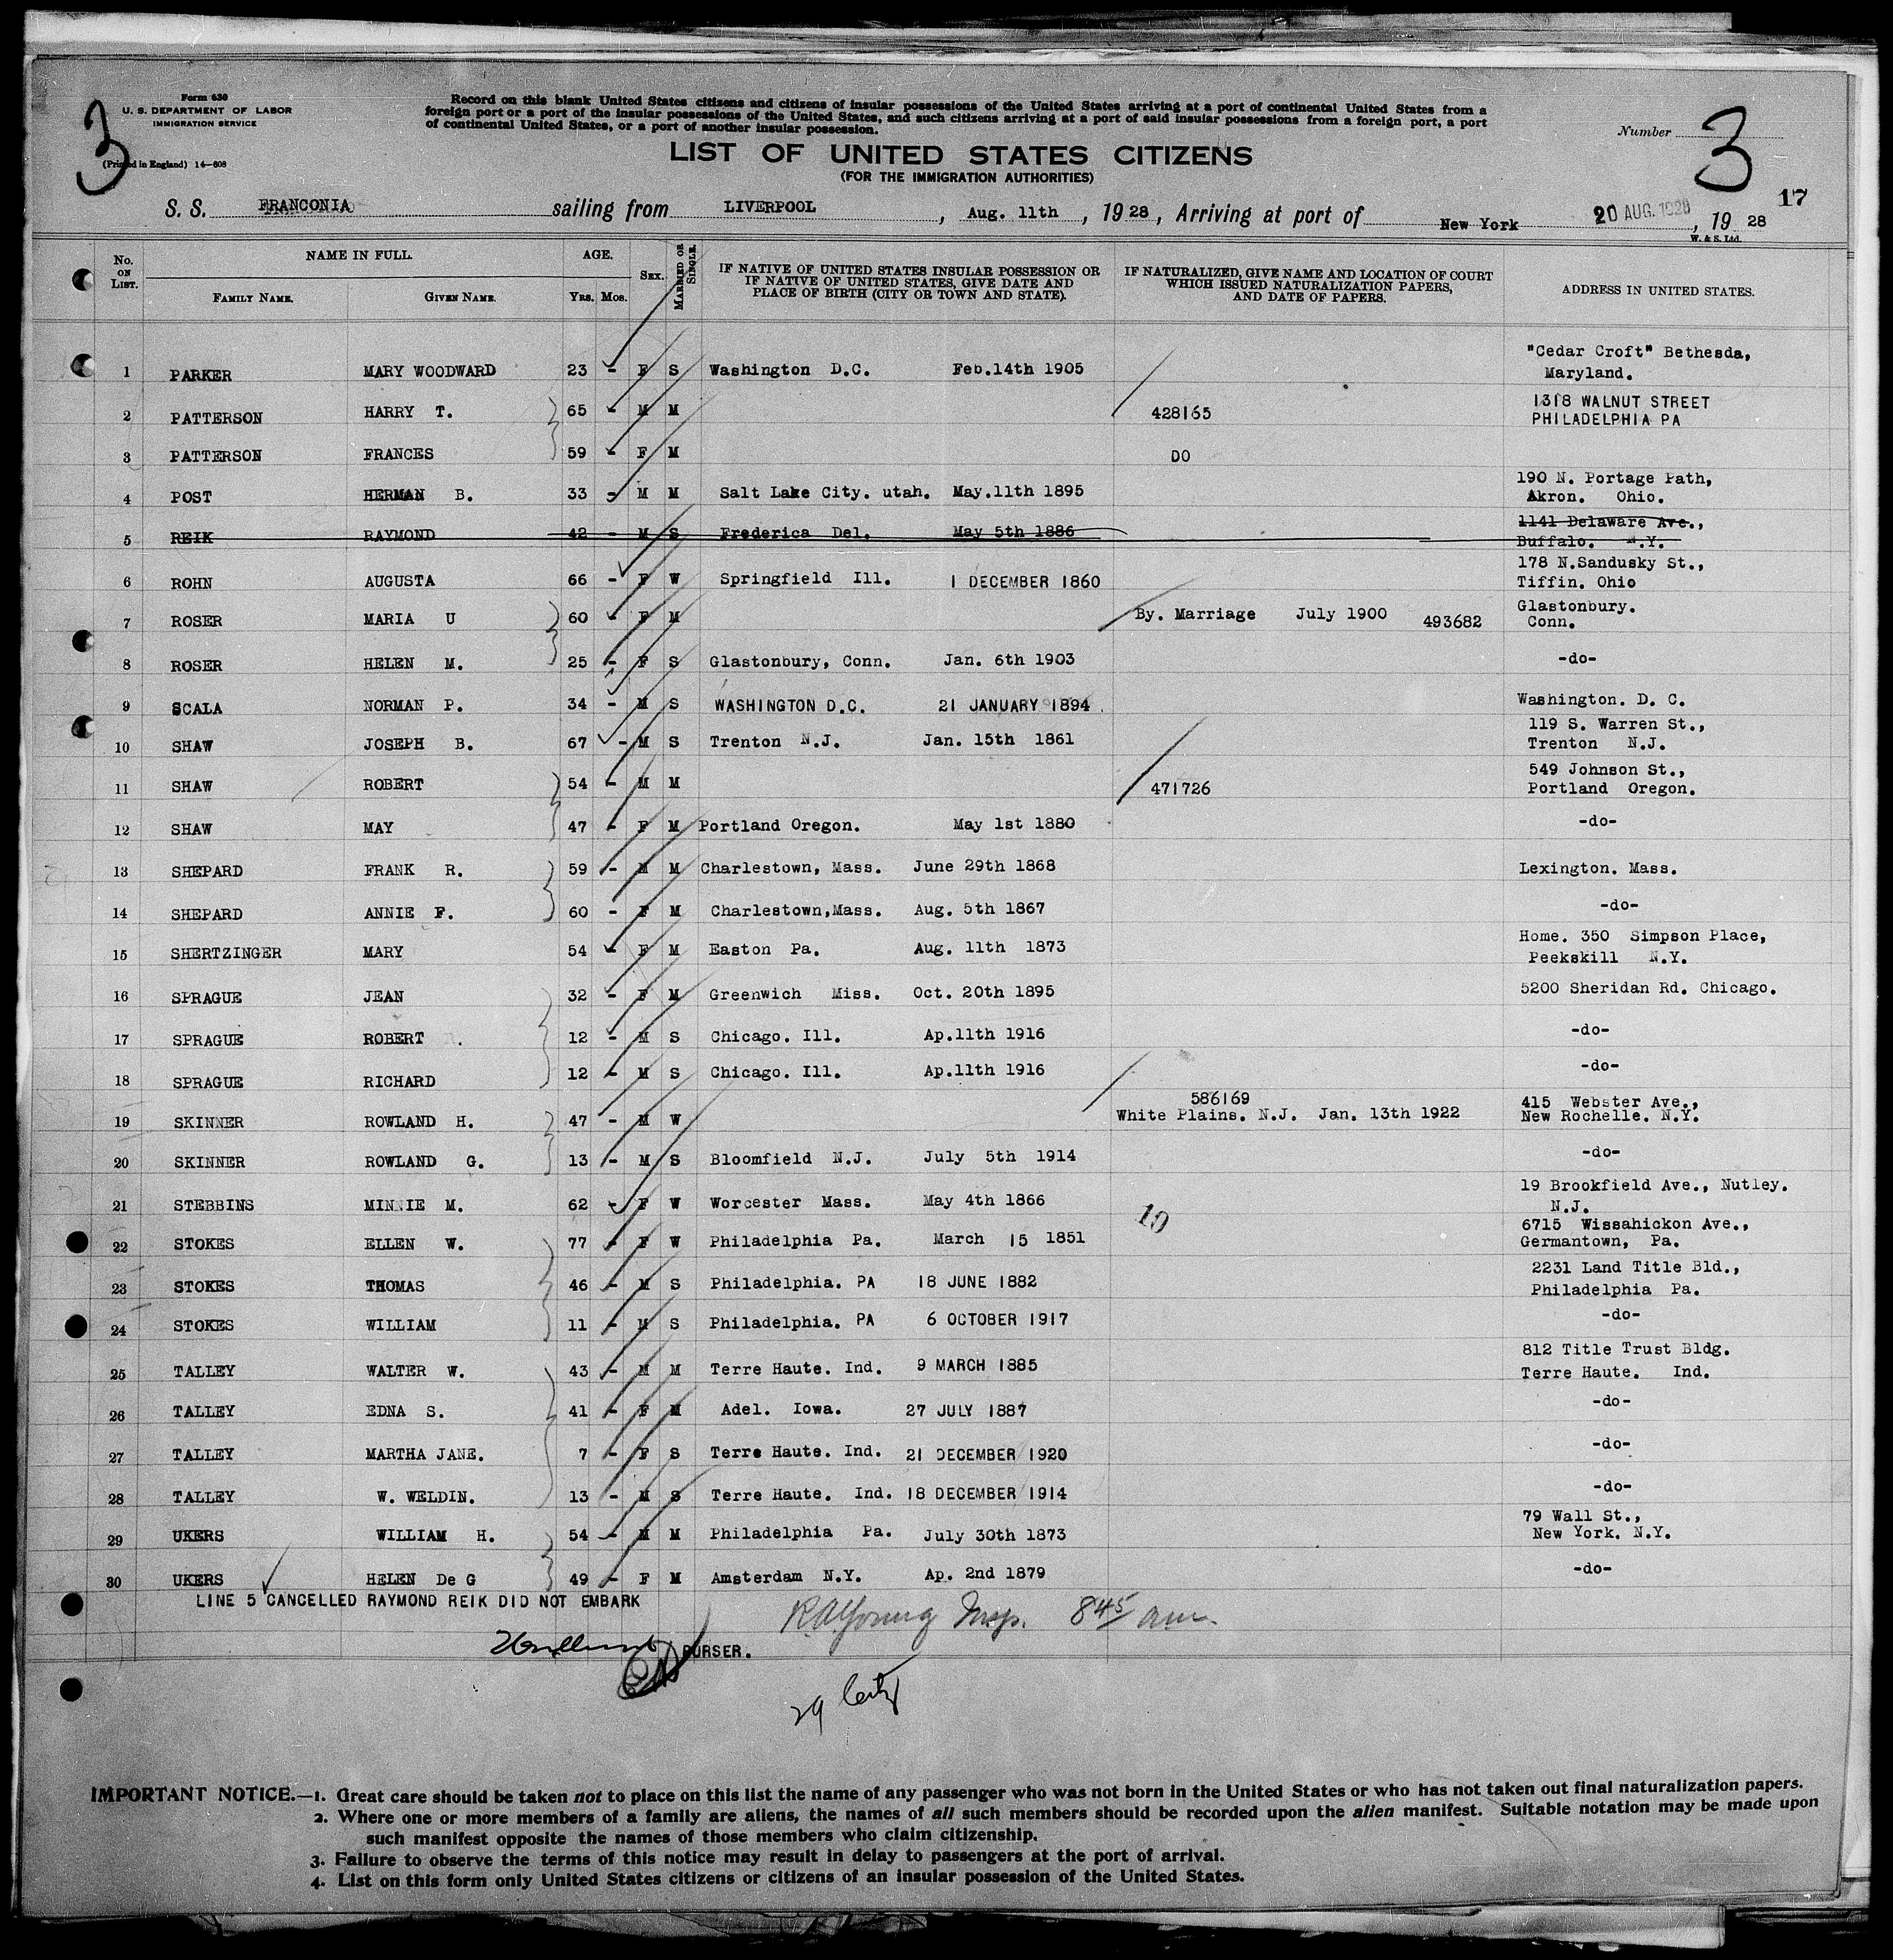 Form 630
U. S. DEPARTMENT OF LABOR
IMMIGRATION SERVICE
(Printed in England) 14—608
3
Record on this blank United States citizens and citizens of insular possessions of the United States arriving at a port of continental United States from a
foreign port or a port of the insular possessions of the United States, and such citizens arriving at a port of said insular possessions from a foreign port, a port
of continental United States, or a port of another insular possession.
LIST OF UNITED STATES CITIZENS
(FOR THE IMMIGRATION AUTHORITIES)
Number 3
17
S. S. FRANCONIA sailing from LIVERPOOL, Aug. 11th, 1928, Arriving at port of New York 20 AUG. 1928, 1928
W. & S. Ltd.
No. ON LIST. NAME IN FULL. FAMILY NAME. GIVEN NAME. AGE. YRS. MOS. SEX. MARRIED OR SINGLE. IF NATIVE OF UNITED STATES INSULAR POSSESSION OR IF NATIVE OF UNITED STATES, GIVE DATE AND PLACE OF BIRTH (CITY OR TOWN AND STATE). IF NATURALIZED, GIVE NAME AND LOCATION OF COURT WHICH ISSUED NATURALIZATION PAPERS, AND DATE OF PAPERS. ADDRESS IN UNITED STATES.
1 PARKER MARY WOODWARD 23 - F S Washington D.C. Feb.14th 1905 "Cedar Croft" Bethesda, Maryland.
2 PATTERSON HARRY T. 65 - M M 428165 1318 WALNUT STREET PHILADELPHIA PA
3 PATTERSON FRANCES 59 - F M DO
4 POST HERMAN B. 33 - M M Salt Lake City. utah. May.11th 1895 190 N. Portage Path, Akron. Ohio.
5 REIK RAYMOND 42 - M S Frederica Del. May 5th 1886 1141 Delaware Ave., Buffalo. N.Y.
6 ROHN AUGUSTA 66 - F W Springfield Ill. 1 DECEMBER 1860 178 N.Sandusky St., Tiffin. Ohio
7 ROSER MARIA U 60 - F M By. Marriage July 1900 493682 Glastonbury. Conn.
8 ROSER HELEN M. 25 - F S Glastonbury, Conn. Jan. 6th 1903 -do-
9 SCALA NORMAN P. 34 - M S WASHINGTON D.C. 21 JANUARY 1894 Washington. D. C.
10 SHAW JOSEPH B. 67 - M S Trenton N.J. Jan. 15th 1861 119 S. Warren St., Trenton N.J.
11 SHAW ROBERT 54 - M M 471726 549 Johnson St., Portland Oregon.
12 SHAW MAY 47 - F M Portland Oregon. May 1st 1880 -do-
13 SHEPARD FRANK R. 59 - M M Charlestown, Mass. June 29th 1868 Lexington. Mass.
14 SHEPARD ANNIE F. 60 - F M Charlestown,Mass. Aug. 5th 1867 -do-
15 SHERTZINGER MARY 54 - F M Easton Pa. Aug. 11th 1873 Home. 350 Simpson Place, Peekskill N.Y.
16 SPRAGUE JEAN 32 - F M Greenwich Miss. Oct. 20th 1895 5200 Sheridan Rd. Chicago.
17 SPRAGUE ROBERT . 12 - M S Chicago. Ill. Ap.11th 1916 -do-
18 SPRAGUE RICHARD 12 - M S Chicago. Ill. Ap.11th 1916 -do-
19 SKINNER ROWLAND H. 47 - M W 586169 White Plains. N.J. Jan. 13th 1922 415 Webster Ave., New Rochelle. N.Y.
20 SKINNER ROWLAND G. 13 - M S Bloomfield N.J. July 5th 1914 -do-
21 STEBBINS MINNIE M. 62 - F W Worcester Mass. May 4th 1866 10 19 Brookfield Ave., Nutley. N.J.
22 STOKES ELLEN W. 77 - F W Philadelphia Pa. March 15 1851 6715 Wissahickon Ave., Germantown, Pa.
23 STOKES THOMAS 46 - M S Philadelphia. PA 18 JUNE 1882 2231 Land Title Bld., Philadelphia Pa.
24 STOKES WILLIAM 11 - M S Philadelphia. PA 6 OCTOBER 1917 -do-
25 TALLEY WALTER W. 43 - M M Terre Haute. Ind. 9 MARCH 1885 812 Title Trust Bldg. Terre Haute. Ind.
26 TALLEY EDNA S. 41 - F M Adel. Iowa. 27 JULY 1887 -do-
27 TALLEY MARTHA JANE. 7 - F S Terre Haute. Ind. 21 DECEMBER 1920 -do-
28 TALLEY W. WELDIN. 13 - M S Terre Haute. Ind. 18 DECEMBER 1914 -do-
29 UKERS WILLIAM H. 54 - M M Philadelphia Pa. July 30th 1873 79 Wall St., New York. N.Y.
30 UKERS HELEN De G 49 - F M Amsterdam N.Y. Ap. 2nd 1879 -do-
LINE 5 CANCELLED RAYMOND REIK DID NOT EMBARK
PURSER.
R A Young Insp. 8 45 am.
29
IMPORTANT NOTICE.—1. Great care should be taken not to place on this list the name of any passenger who was not born in the United States or who has not taken out final naturalization papers.
2. Where one or more members of a family are aliens, the names of all such members should be recorded upon the alien manifest. Suitable notation may be made upon
such manifest opposite the names of those members who claim citizenship.
3. Failure to observe the terms of this notice may result in delay to passengers at the port of arrival.
4. List on this form only United States citizens or citizens of an insular possession of the United States.